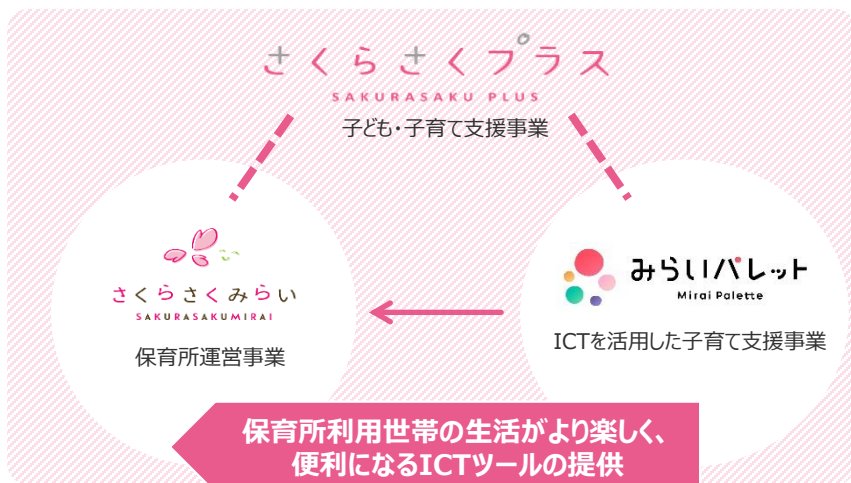 さくらさくプラス
SAKURASAKU PLUS
子ども・子育て支援事業
さくらさくみらい
SAKURASAKUMIRAI
保育所運営事業
みらいパレット
Mirai Palette
ICTを活用した子育て支援事業
保育所利用世帯の生活がより楽しく、
便利になるICTツールの提供